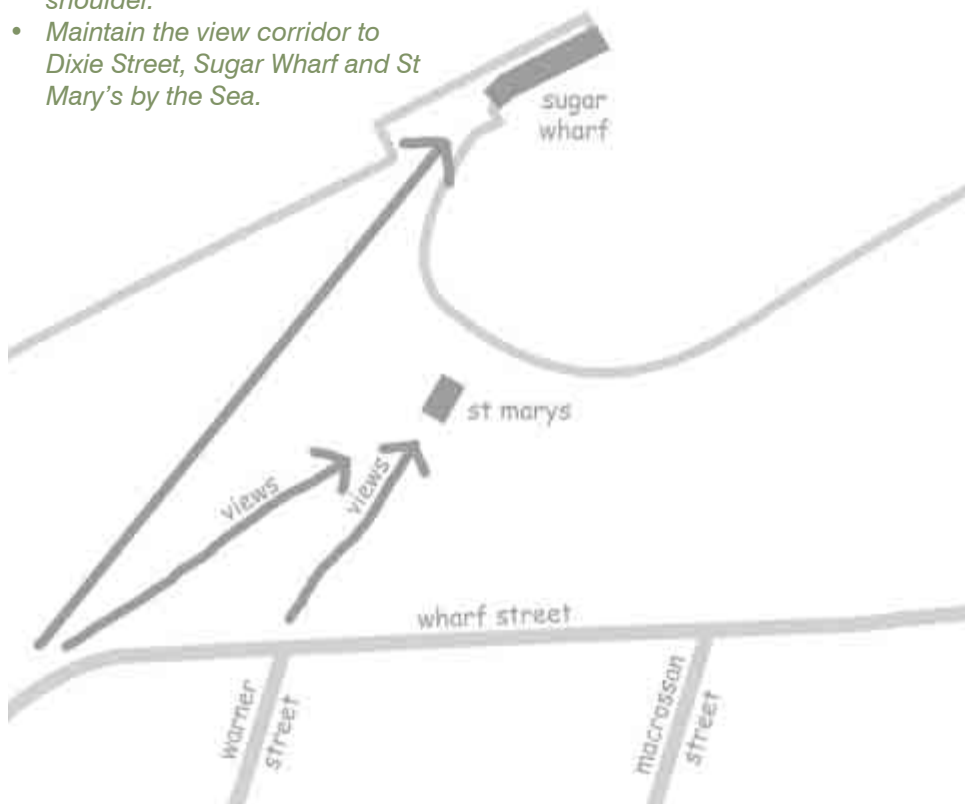 shoulder.
• Maintain the view corridor to
Dixie Street, Sugar Wharf and St
Mary's by the Sea.
sugar
wharf
st marys
views
views
wharf street
warner
street
macrossan
street